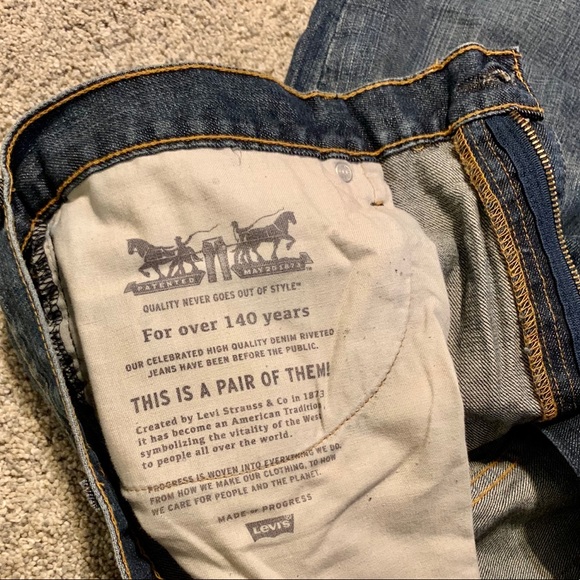 PATENTED MAY 20 1873
QUALITY NEVER GOES OUT OF STYLE™
For over 140 years
OUR CELEBRATED HIGH QUALITY DENIM RIVETED
JEANS HAVE BEEN BEFORE THE PUBLIC.
THIS IS A PAIR OF THEM!
Created by Levi Strauss & Co in 1873
it has become an American Tradition,
symbolizing the vitality of the West
to people all over the world.
PROGRESS IS WOVEN INTO EVERYTHING WE DO.
FROM HOW WE MAKE OUR CLOTHING, TO HOW
WE CARE FOR PEOPLE AND THE PLANET.
MADE OF PROGRESS
LEVI'S